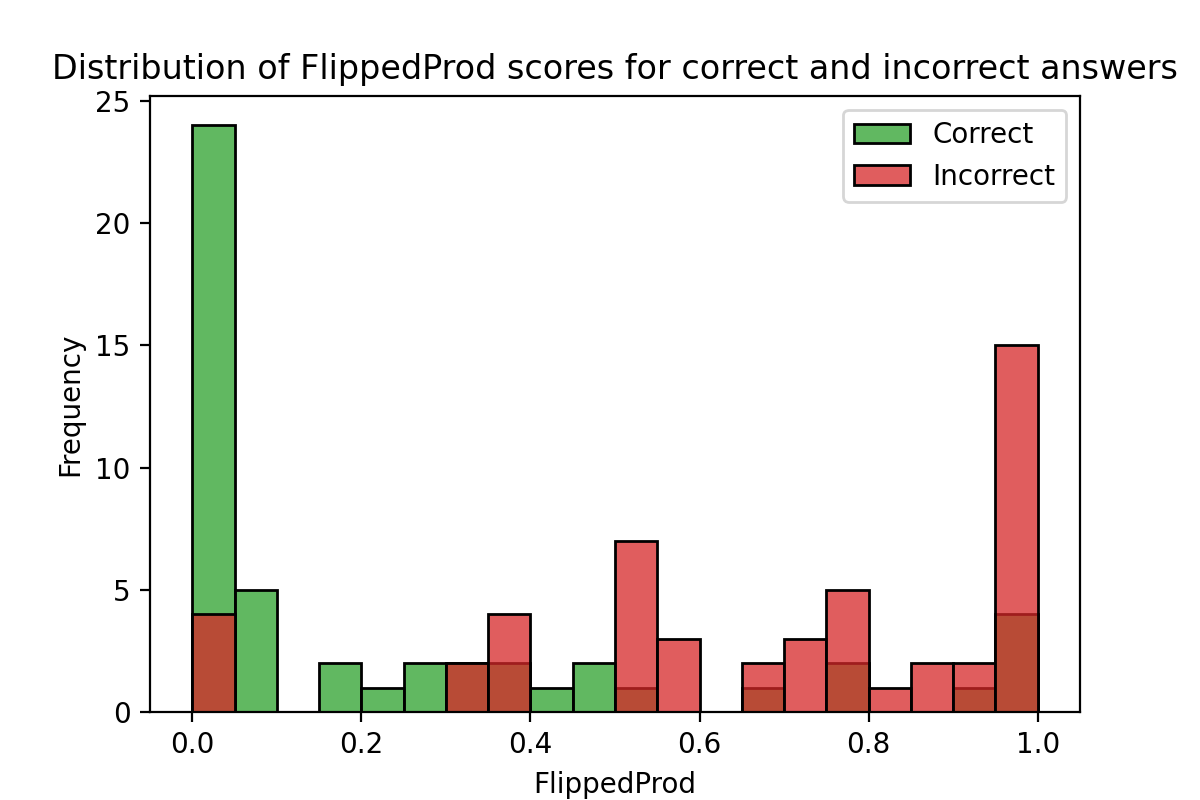 Distribution of FlippedProd scores for correct and incorrect answers
25
20
15
10
5
0
Frequency
Correct
Incorrect
0.0 0.2 0.4 0.6 0.8 1.0
FlippedProd